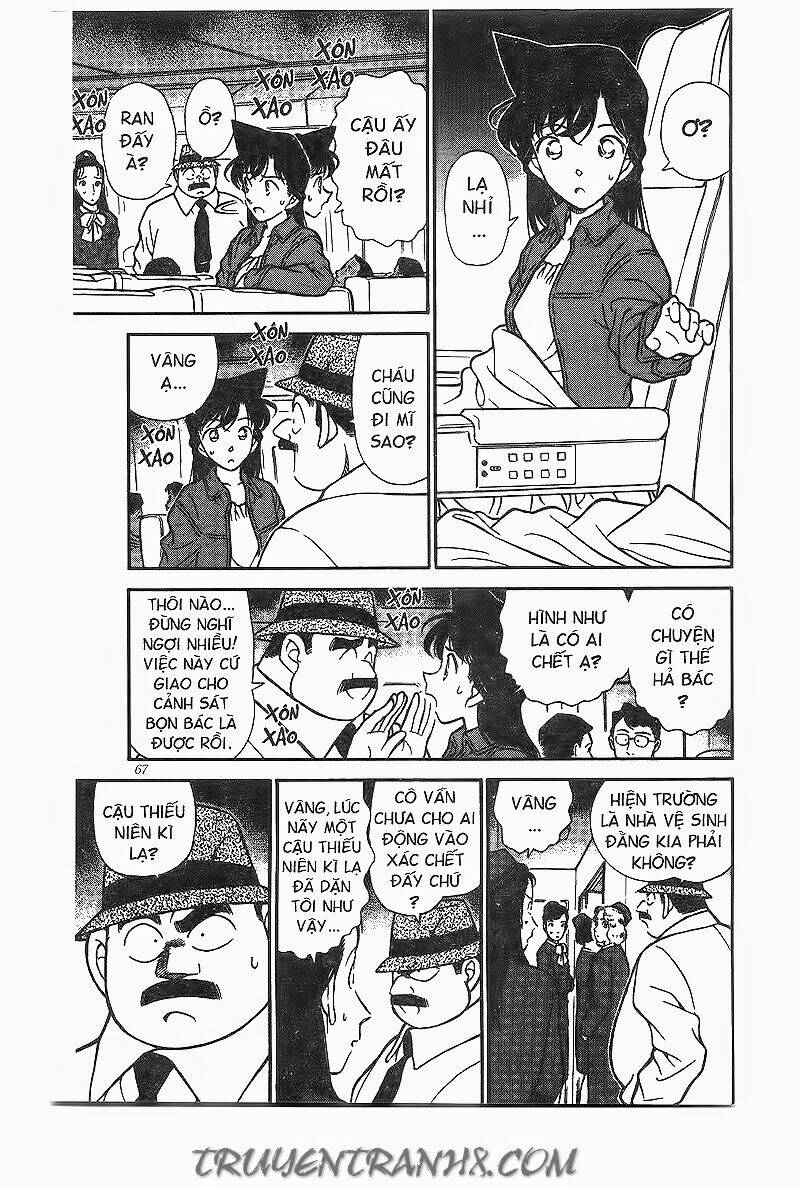 Ơ?
LẠ
NHỈ
...
CẬU ẤY
ĐÂU
MẤT
RỒI?
XÔN
XAO
XÔN
XAO
Ồ?
RAN
ĐẤY
À?
XÔN
XAO
CHÁU
CŨNG
ĐI MĨ
SAO?
XÔN
XAO
VÂNG
Ạ...
XÔN
XAO
CÓ
CHUYỆN
GÌ THẾ
HẢ BÁC
?
HÌNH NHƯ
LÀ CÓ AI
CHẾT Ạ?
XÔN
XAO
THÔI NÀO...
ĐỪNG NGHĨ
NGỢI NHIỀU!
VIỆC NÀY CỨ
GIAO CHO
CẢNH SÁT
BỌN BÁC LÀ
ĐƯỢC RỒI.
XÔN
XAO
67
HIỆN TRƯỜNG
LÀ NHÀ VỆ SINH
ĐẰNG KIA PHẢI
KHÔNG?
VÂNG
...
CÔ VẪN
CHƯA CHO AI
ĐỘNG VÀO
XÁC CHẾT
ĐẤY CHỨ
?
VÂNG, LÚC
NÃY MỘT
CẬU THIẾU
NIÊN KÌ LẠ
ĐÃ DẶN
TÔI NHƯ
VẬY...
CẬU THIẾU
NIÊN KÌ
LẠ?
TRUYENTRANH8.COM